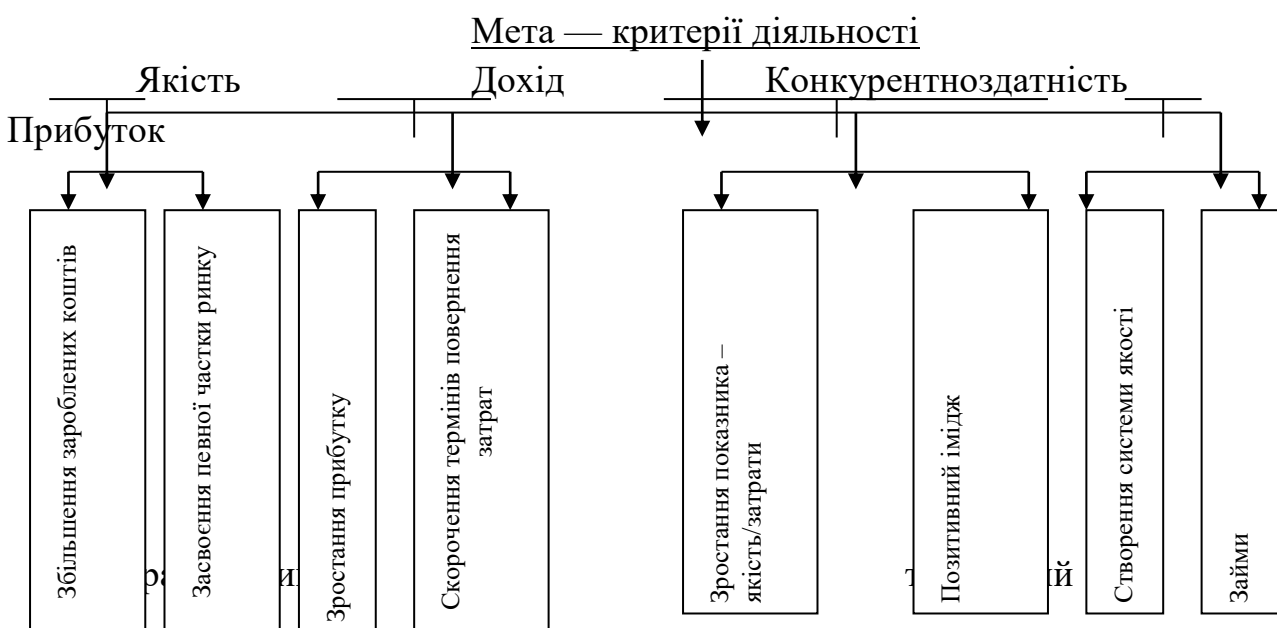 Мета — критерії діяльності
Якість Дохід Конкурентноздатність
Прибуток
Збільшення зароблених коштів
Засвоєння певної частки ринку
Зростання прибутку
Скорочення термінів повернення
затрат
Зростання показника –
якість/затрати
Позитивний імідж
Створення системи якості
Займи